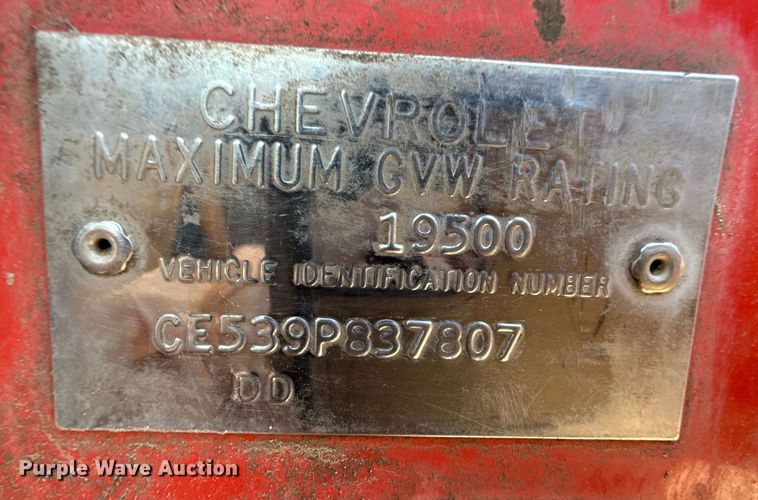 CHEVROLET
MAXIMUM GVW RATING
19500
VEHICLE IDENTIFICATION NUMBER
CE539P837807
DD
Purple Wave Auction